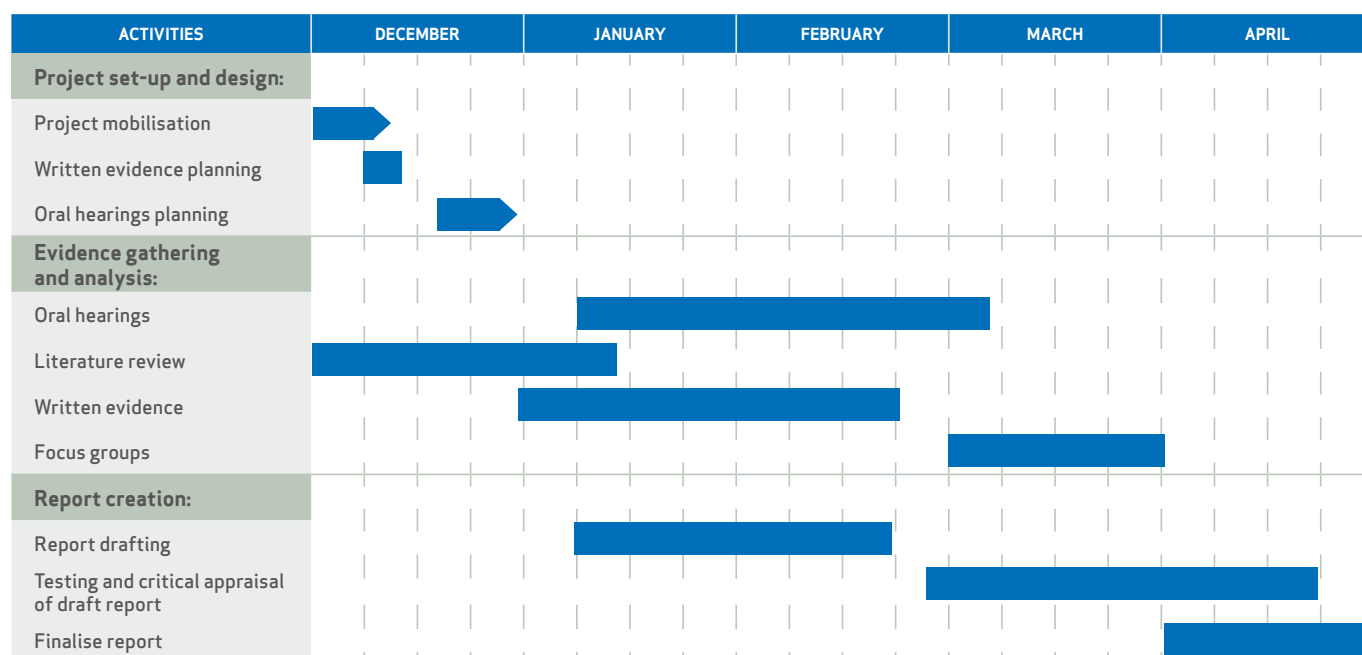 ACTIVITIES DECEMBER JANUARY FEBRUARY MARCH APRIL
Project set-up and design:
Project mobilisation
Written evidence planning
Oral hearings planning
Evidence gathering
and analysis:
Oral hearings
Literature review
Written evidence
Focus groups
Report creation:
Report drafting
Testing and critical appraisal
of draft report
Finalise report